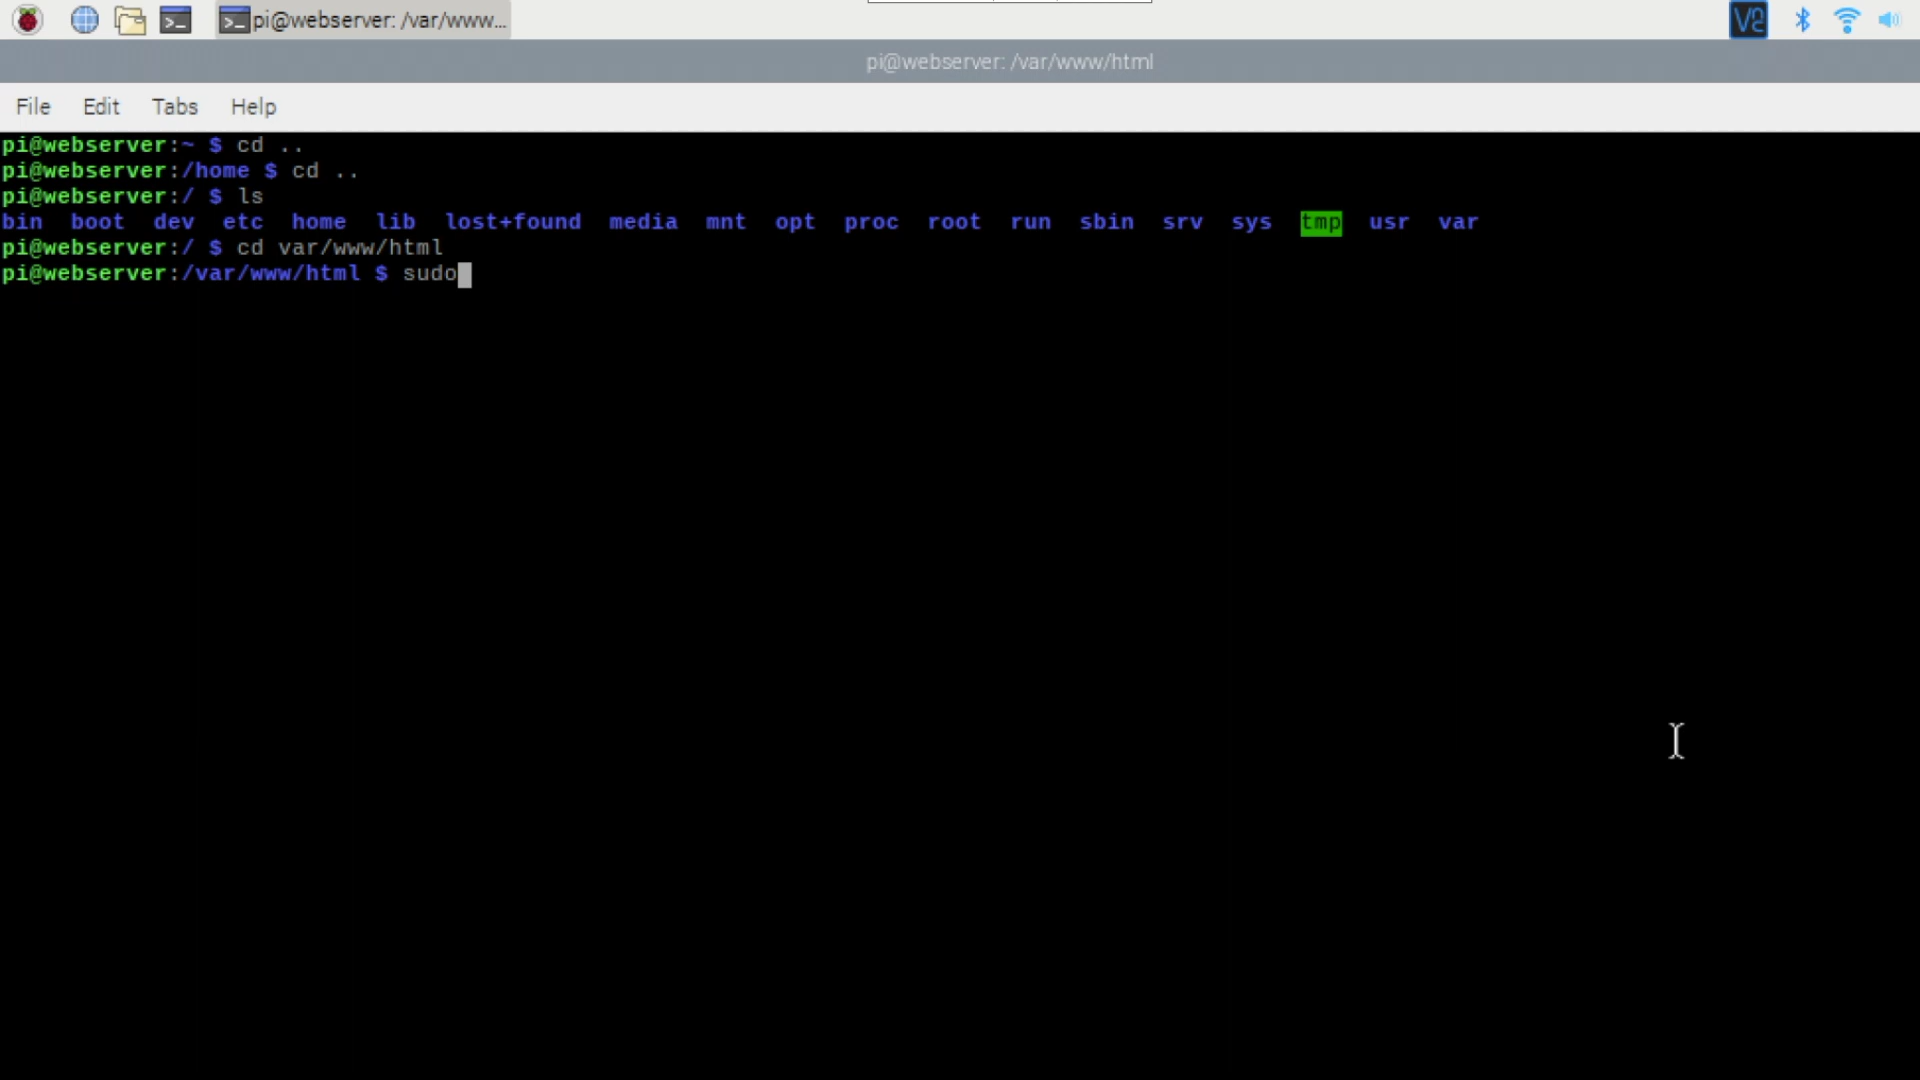 pi@webserver: /var/www...
pi@webserver: /var/www/html
File Edit Tabs Help
pi@webserver:~ $ cd ..
pi@webserver:/home $ cd ..
pi@webserver:/ $ ls
bin boot dev etc home lib lost+found media mnt opt proc root run sbin srv sys tmp usr var
pi@webserver:/ $ cd var/www/html
pi@webserver:/var/www/html $ sudo